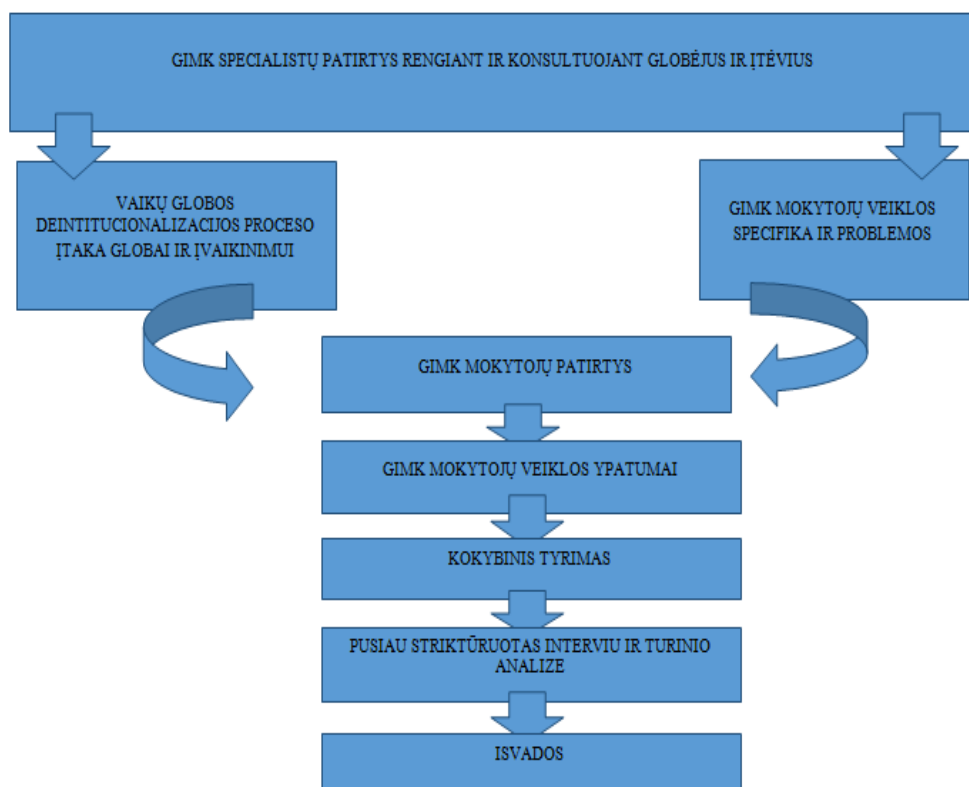 GIMK SPECIALISTŲ PATIRTYS RENGIANT IR KONSULTUOJANT GLOBĖJUS IR ĮTĖVIUS
VAIKŲ GLOBOS
DEINTITUCIONALIZACIJOS PROCESO
ĮTAKA GLOBAI IR ĮVAIKINIMUI
GIMK MOKYTOJŲ VEIKLOS
SPECIFIKA IR PROBLEMOS
GIMK MOKYTOJŲ PATIRTYS
GIMK MOKYTOJŲ VEIKLOS YPATUMAI
KOKYBINIS TYRIMAS
PUSIAU STRIKTŪRUOTAS INTERVIU IR TURINIO
ANALIZE
ISVADOS